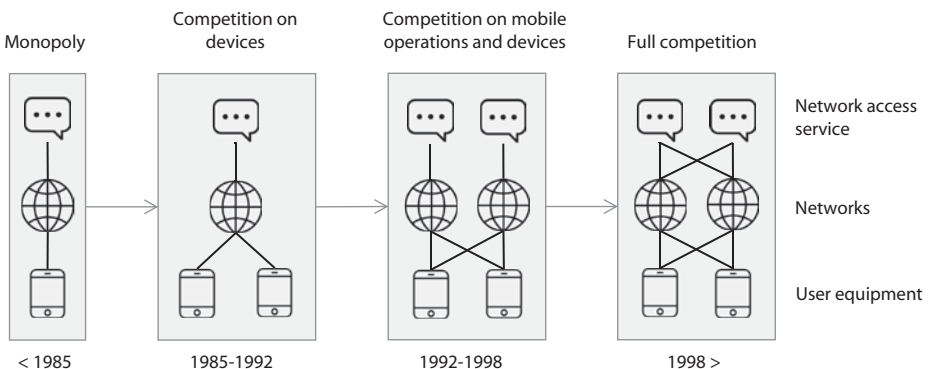 Monopoly
Competition on
devices
Competition on mobile
operations and devices
Full competition
Network access
service
Networks
User equipment
< 1985
1985-1992
1992-1998
1998 >